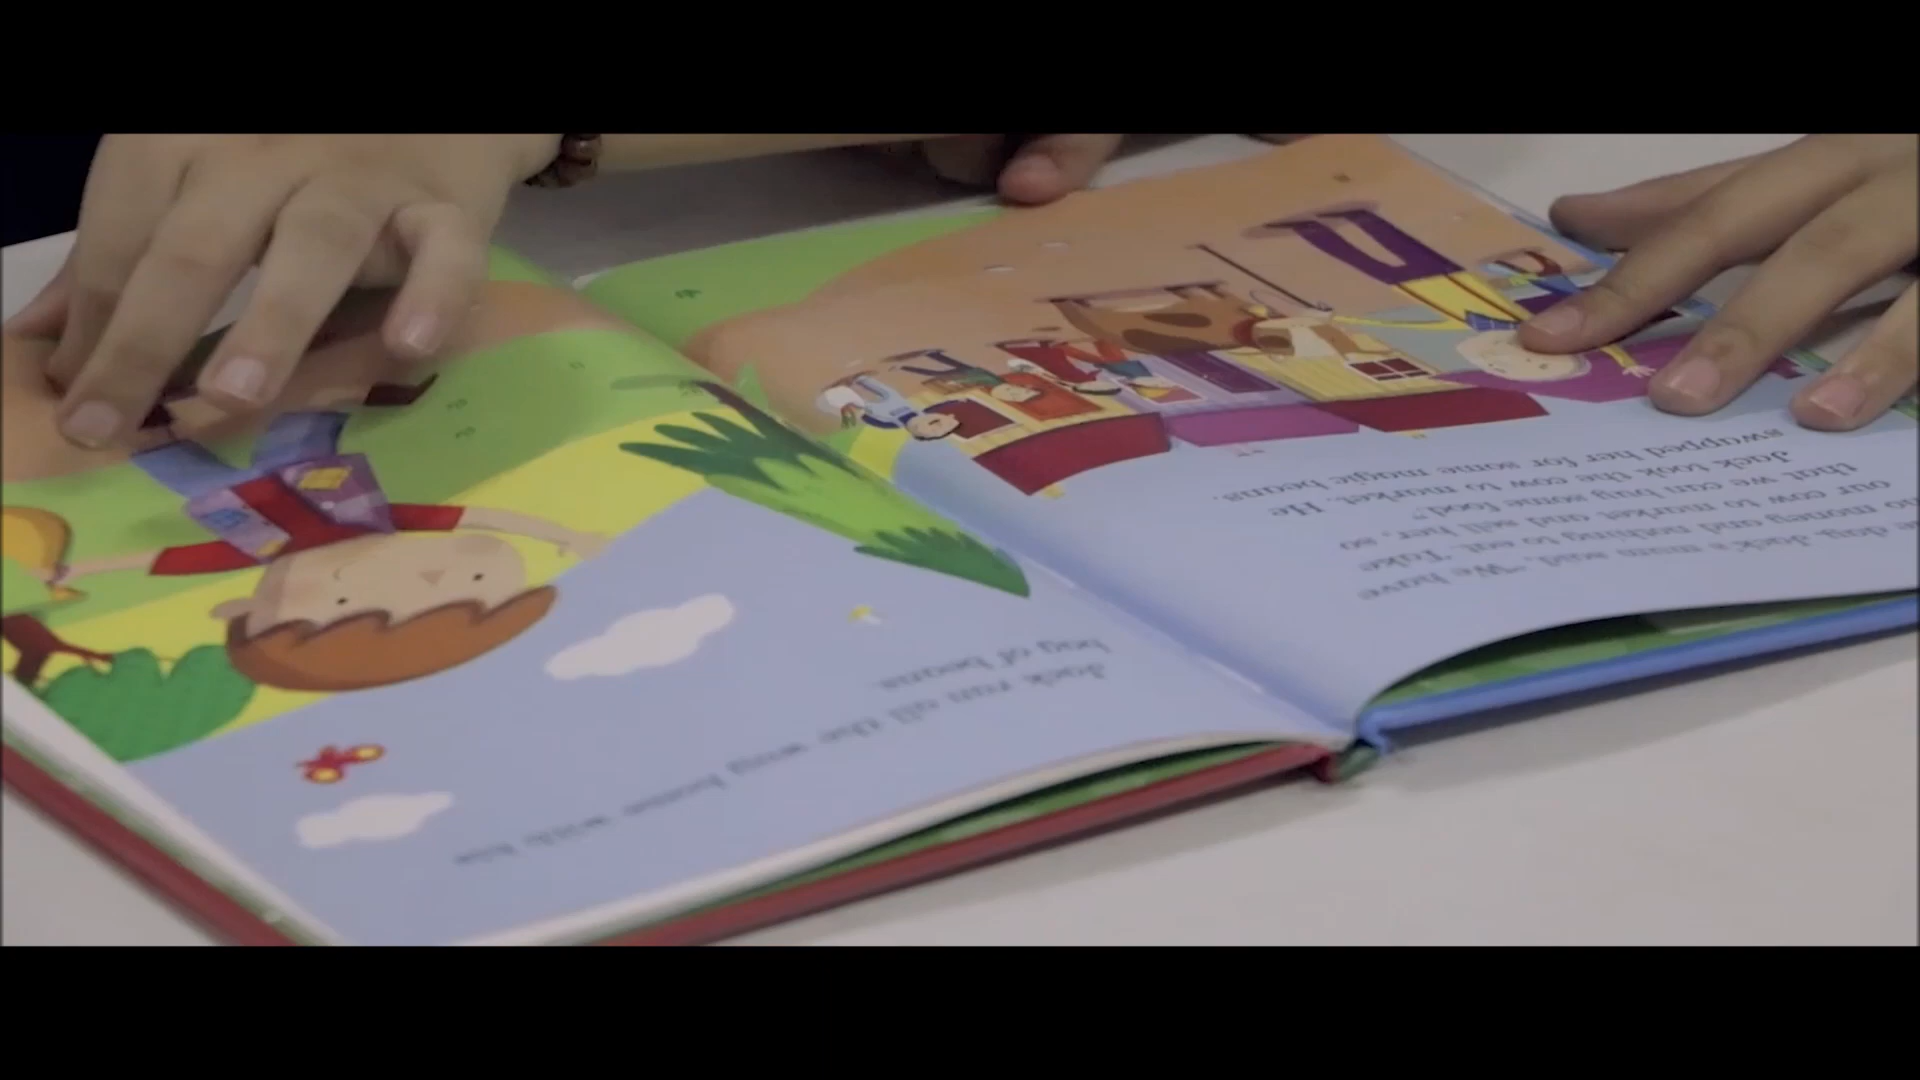 day, Jack's mum said, "We have
no money and nothing to eat. Take
our cow to market and sell her, so
that we can buy some food."
Jack took the cow to market. He
swapped her for some magic beans.
Jack ran all the way home with his
bag of beans.